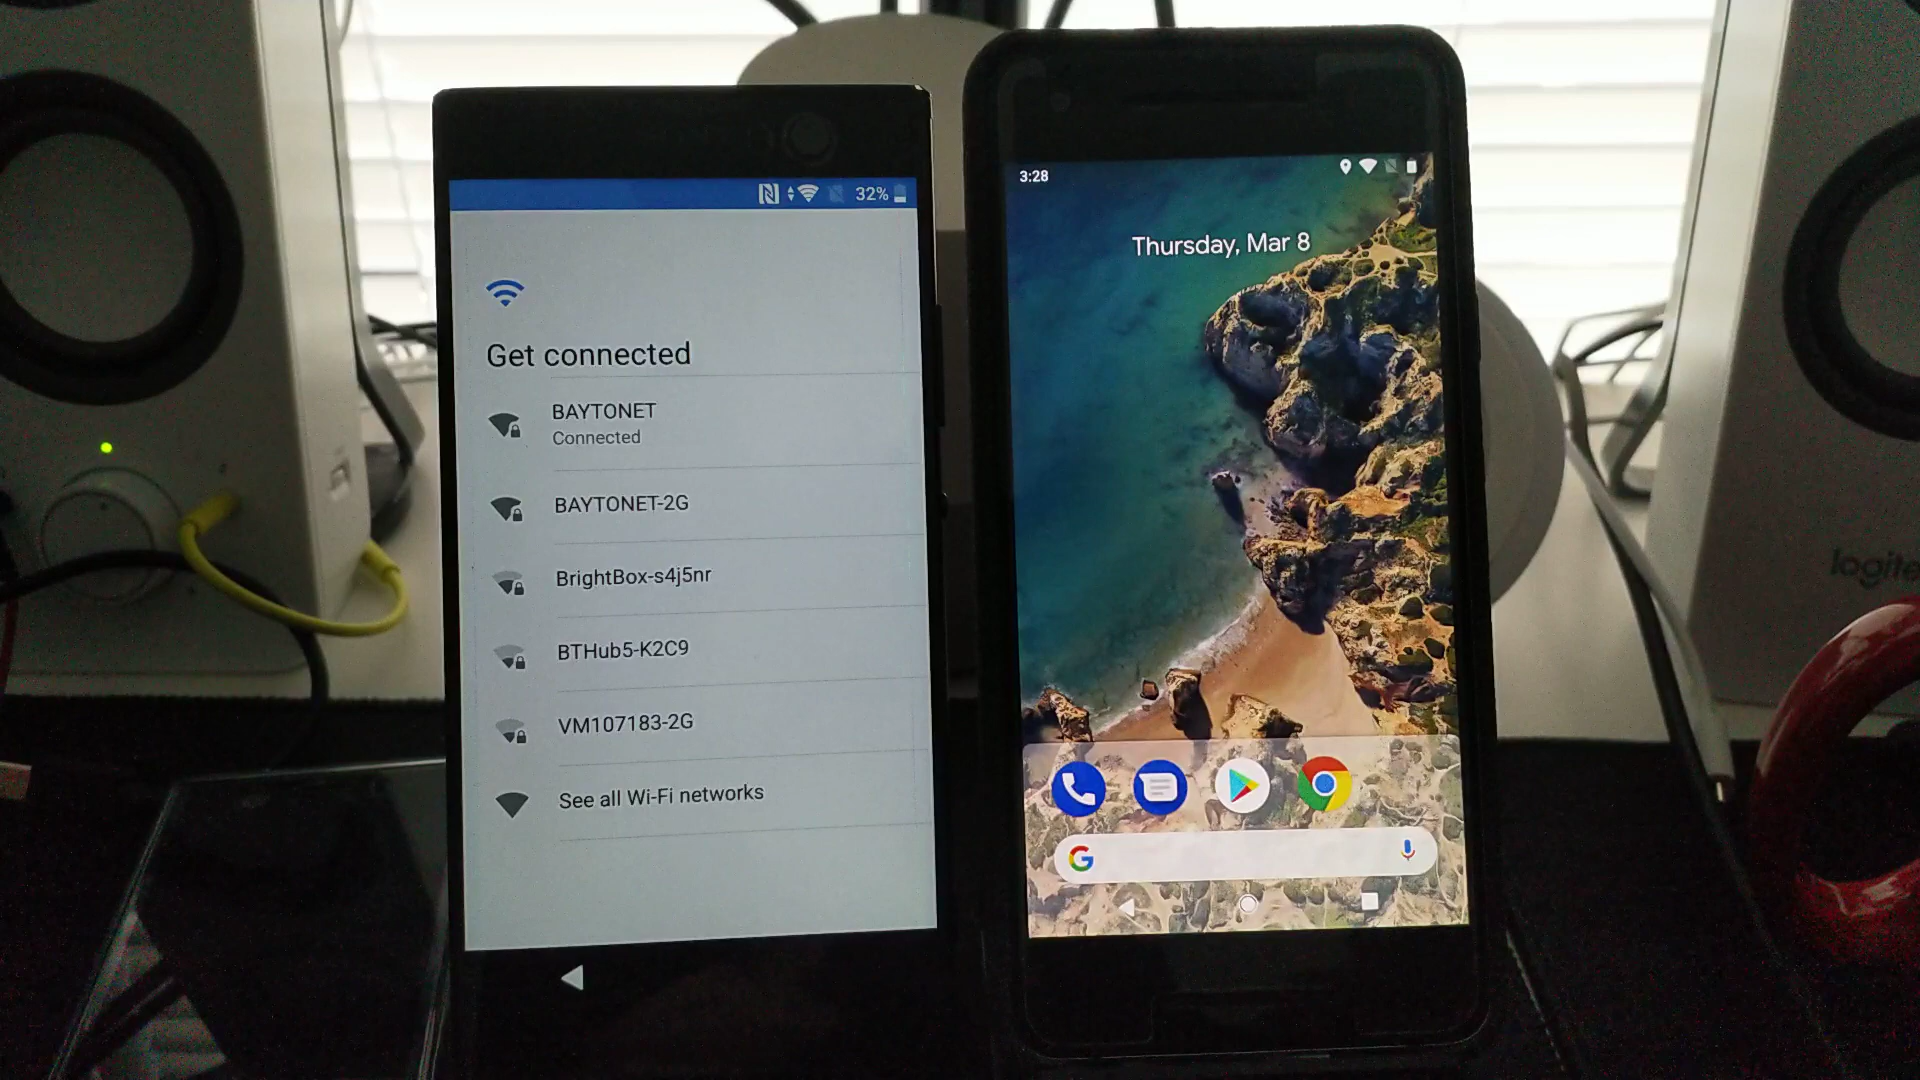 32%
Get connected
BAYTONET
Connected
BAYTONET-2G
BrightBox-s4j5nr
BTHub5-K2C9
VM107183-2G
See all Wi-Fi networks
3:28
Thursday, Mar 8
G
logite